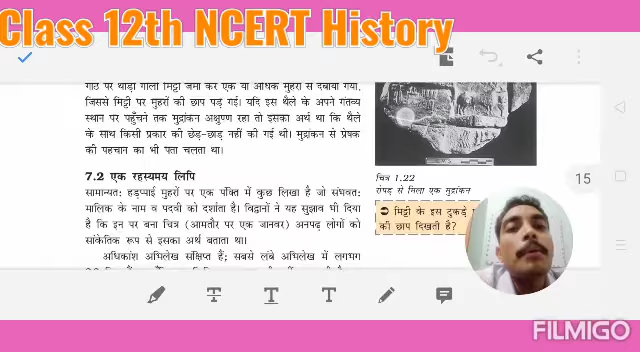 Class 12th NCERT History
गाँठ पर थोड़ी गीली मिट्टी जमा कर एक या अधिक मुहरों से दबाया गया,
जिससे मिट्टी पर मुहरों की छाप पड़ गई। यदि इस थैले के अपने गंतव्य
स्थान पर पहुँचने तक मुद्रांकन अक्षुण्ण रहा तो इसका अर्थ था कि थैले
के साथ किसी प्रकार की छेड़-छाड़ नहीं की गई थी। मुद्रांकन से प्रेषक
की पहचान का भी पता चलता था।
7.2 एक रहस्यमय लिपि
सामान्यतः हड़प्पाई मुहरों पर एक पंक्ति में कुछ लिखा है जो संभवतः
मालिक के नाम व पदवी को दर्शाता है। विद्वानों ने यह सुझाव भी दिया
है कि इन पर बना चित्र (आमतौर पर एक जानवर) अनपढ़ लोगों को
सांकेतिक रूप से इसका अर्थ बताता था।
अधिकांश अभिलेख संक्षिप्त हैं; सबसे लंबे अभिलेख में लगभग
चित्र 1.22
रोपड़ से मिला एक मुद्रांकन
मिट्टी के इस टुकड़े
की छाप दिखती है?
15
T T T
FILMIGO